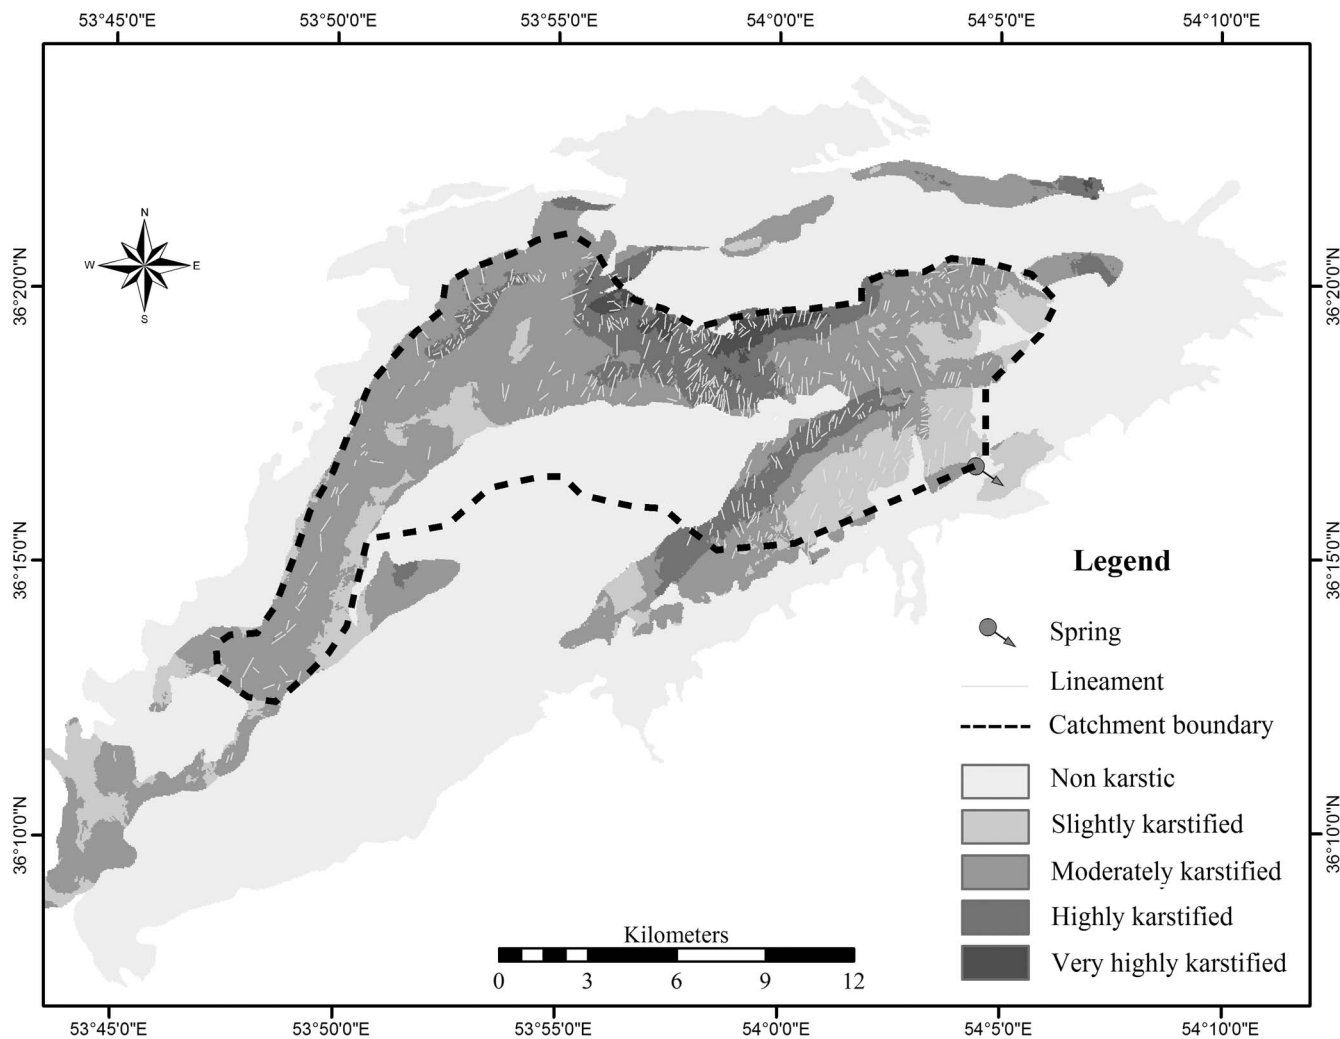 53°45'0"E 53°50'0"E 53°55'0"E 54°0'0"E 54°5'0"E 54°10'0"E
N
W E
S
36°20'0"N 36°20'0"N
36°15'0"N 36°15'0"N
36°10'0"N 36°10'0"N
Legend
Spring
Lineament
Catchment boundary
Non karstic
Slightly karstified
Moderately karstified
Highly karstified
Very highly karstified
Kilometers
0 3 6 9 12
53°45'0"E 53°50'0"E 53°55'0"E 54°0'0"E 54°5'0"E 54°10'0"E